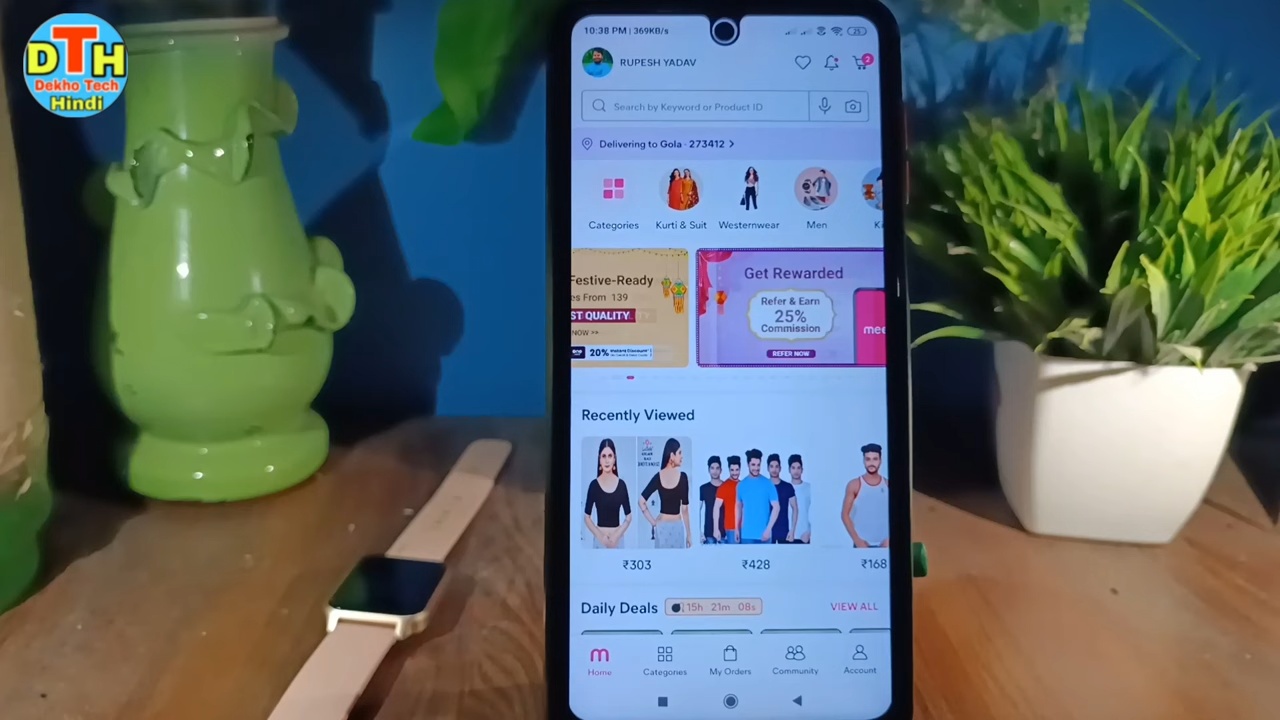 DTH
Dekho Tech
Hindi
10:38 PM | 369KB/s
RUPESH YADAV
2
Search by Keyword or Product ID
Delivering to Gola - 273412
Categories
Kurti & Suit
Westernwear
Men
Festive-Ready
es From 139
ST QUALITY
NOW >>
20%
Get Rewarded
Refer & Earn
25%
Commission
REFER NOW
mee
Recently Viewed
₹303
₹428
₹168
Daily Deals
15h 21m 08s
VIEW ALL
Home
Categories
My Orders
Community
Account